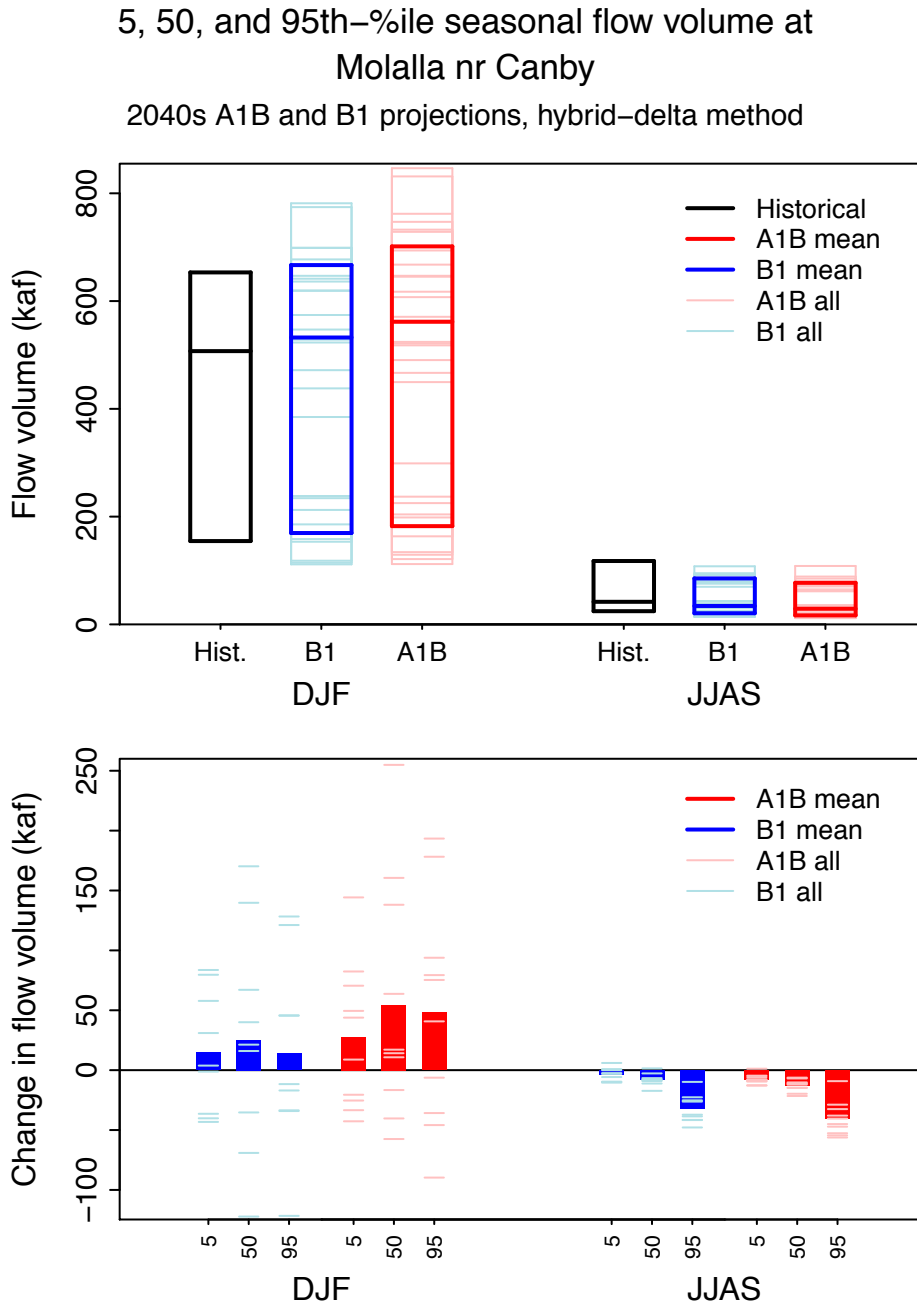 5, 50, and 95th−%ile seasonal flow volume at
Molalla nr Canby
2040s A1B and B1 projections, hybrid−delta method
Flow volume (kaf)
800
600
400
200
0
Historical
A1B mean
B1 mean
A1B all
B1 all
Hist. B1 A1B Hist. B1 A1B
DJF JJAS
Change in flow volume (kaf)
250
150
50
0
−100
A1B mean
B1 mean
A1B all
B1 all
5 50 95 5 50 95 5 50 95 5 50 95
DJF JJAS